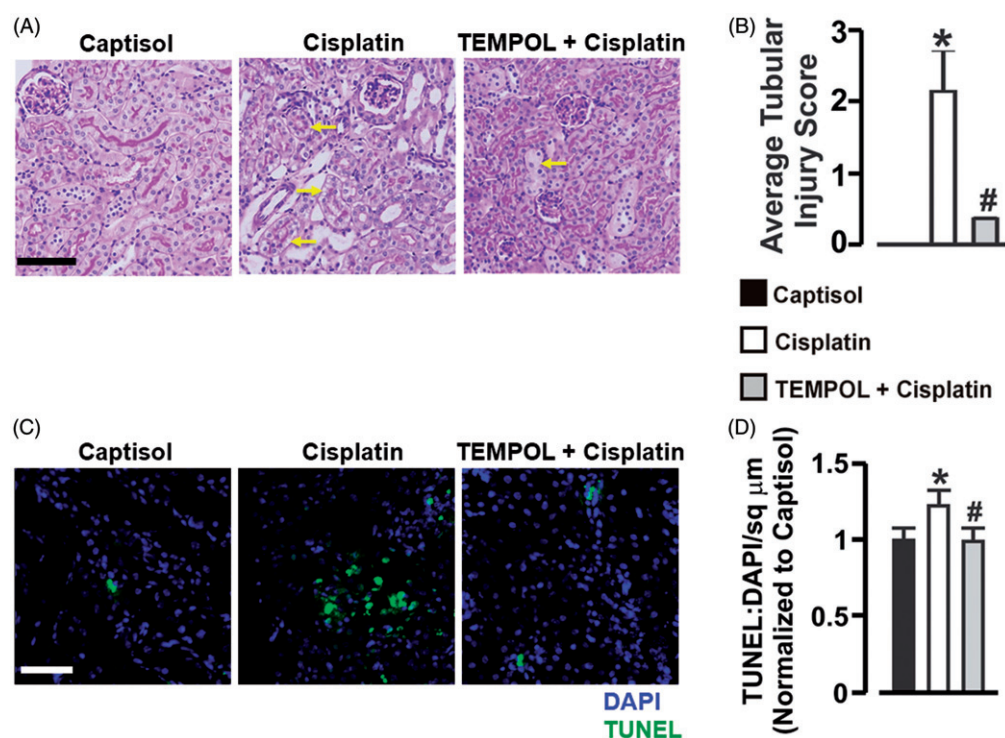 (A)
Captisol
Cisplatin
TEMPOL + Cisplatin
(B)
Average Tubular
Injury Score
3
2
1
0
*
#
Captisol
Cisplatin
TEMPOL + Cisplatin
(C)
Captisol
Cisplatin
TEMPOL + Cisplatin
DAPI
TUNEL
(D)
TUNEL:DAPI/sq μm
(Normalized to Captisol)
1.5
1
0.5
0
*
#